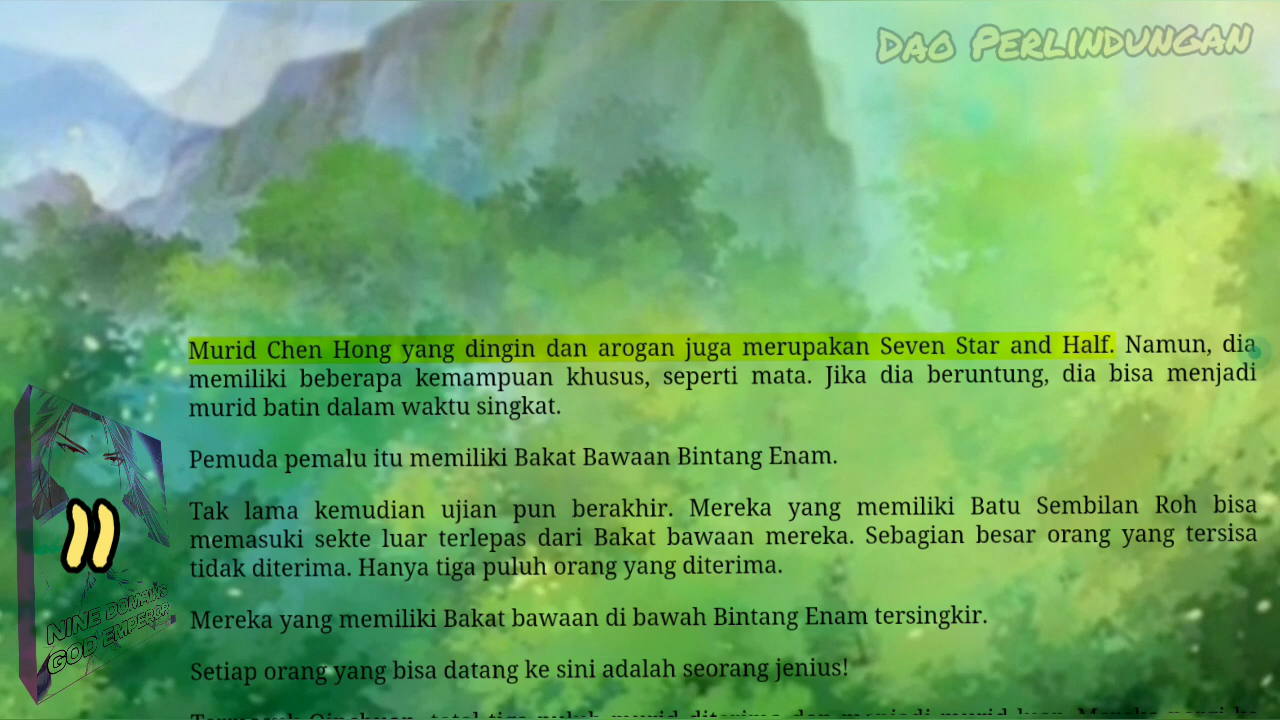 Dao Perlindungan
Murid Chen Hong yang dingin dan arogan juga merupakan Seven Star and Half. Namun, dia
memiliki beberapa kemampuan khusus, seperti mata. Jika dia beruntung, dia bisa menjadi
murid batin dalam waktu singkat.
Pemuda pemalu itu memiliki Bakat Bawaan Bintang Enam.
Tak lama kemudian ujian pun berakhir. Mereka yang memiliki Batu Sembilan Roh bisa
memasuki sekte luar terlepas dari Bakat bawaan mereka. Sebagian besar orang yang tersisa
tidak diterima. Hanya tiga puluh orang yang diterima.
Mereka yang memiliki Bakat bawaan di bawah Bintang Enam tersingkir.
Setiap orang yang bisa datang ke sini adalah seorang jenius!
NINE DOMAINS
GOD EMPEROR